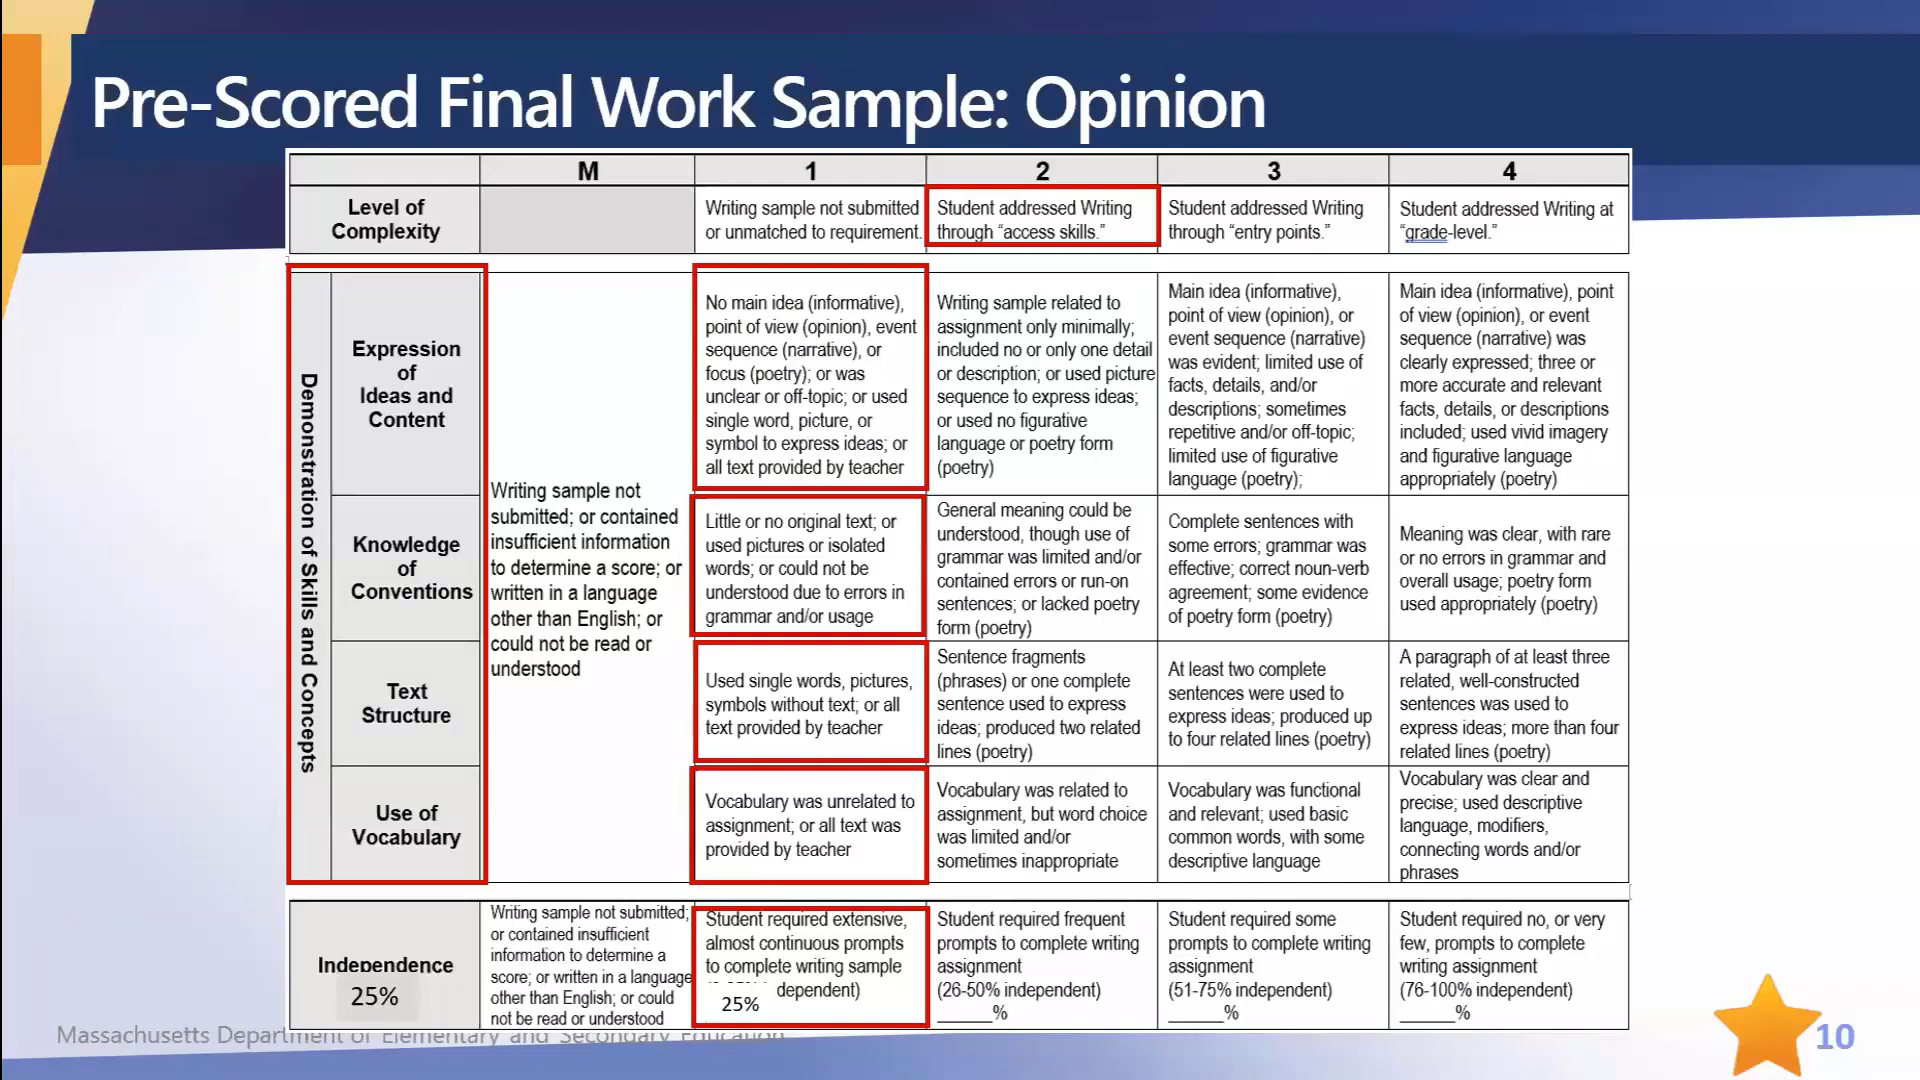 Pre-Scored Final Work Sample: Opinion
M
1
2
3
4
Level of
Complexity
Writing sample not submitted
or unmatched to requirement.
Student addressed Writing
through “access skills.”
Student addressed Writing
through “entry points.”
Student addressed Writing at
“grade-level.”
Demonstration of Skills and Concepts
Expression
of
Ideas and
Content
Writing sample not
submitted; or contained
insufficient information
to determine a score; or
written in a language
other than English; or
could not be read or
understood
No main idea (informative),
point of view (opinion), event
sequence (narrative), or
focus (poetry); or was
unclear or off-topic; or used
single word, picture, or
symbol to express ideas; or
all text provided by teacher
Writing sample related to
assignment only minimally;
included no or only one detail
or description; or used picture
sequence to express ideas;
or used no figurative
language or poetry form
(poetry)
Main idea (informative),
point of view (opinion), or
event sequence (narrative)
was evident; limited use of
facts, details, and/or
descriptions; sometimes
repetitive and/or off-topic;
limited use of figurative
language (poetry);
Main idea (informative), point
of view (opinion), or event
sequence (narrative) was
clearly expressed; three or
more accurate and relevant
facts, details, or descriptions
included; used vivid imagery
and figurative language
appropriately (poetry)
Knowledge
of
Conventions
Little or no original text; or
used pictures or isolated
words; or could not be
understood due to errors in
grammar and/or usage
General meaning could be
understood, though use of
grammar was limited and/or
contained errors or run-on
sentences; or lacked poetry
form (poetry)
Complete sentences with
some errors; grammar was
effective; correct noun-verb
agreement; some evidence
of poetry form (poetry)
Meaning was clear, with rare
or no errors in grammar and
overall usage; poetry form
used appropriately (poetry)
Text
Structure
Used single words, pictures,
symbols without text; or all
text provided by teacher
Sentence fragments
(phrases) or one complete
sentence used to express
ideas; produced two related
lines (poetry)
At least two complete
sentences were used to
express ideas; produced up
to four related lines (poetry)
A paragraph of at least three
related, well-constructed
sentences was used to
express ideas; more than four
related lines (poetry)
Use of
Vocabulary
Vocabulary was unrelated to
assignment; or all text was
provided by teacher
Vocabulary was related to
assignment, but word choice
was limited and/or
sometimes inappropriate
Vocabulary was functional
and relevant; used basic
common words, with some
descriptive language
Vocabulary was clear and
precise; used descriptive
language, modifiers,
connecting words and/or
phrases
Independence
25%
Writing sample not submitted;
or contained insufficient
information to determine a
score; or written in a language
other than English; or could
not be read or understood
Student required extensive,
almost continuous prompts
to complete writing sample
dependent)
25%
Student required frequent
prompts to complete writing
assignment
(26-50% independent)
______%
Student required some
prompts to complete writing
assignment
(51-75% independent)
______%
Student required no, or very
few, prompts to complete
writing assignment
(76-100% independent)
______%
Massachusetts Department of Elementary and Secondary Education
10